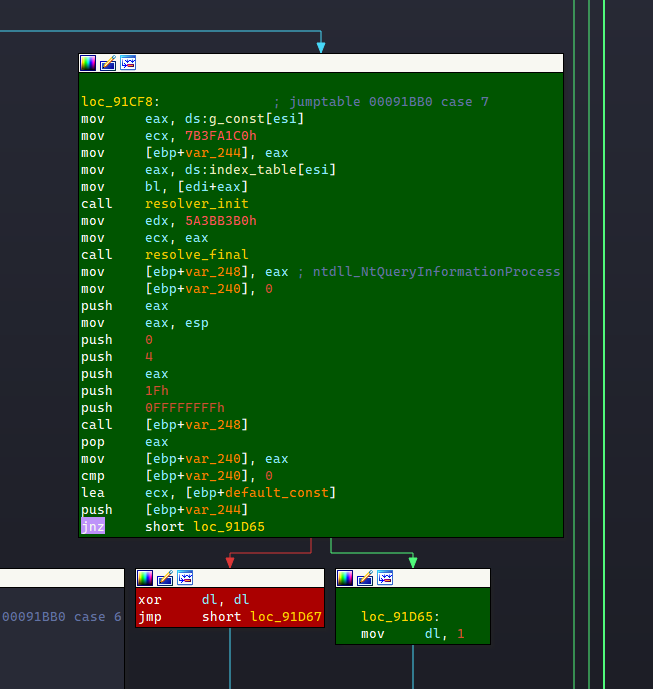 loc_91CF8: ; jumptable 00091BB0 case 7
mov eax, ds:g_const[esi]
mov ecx, 7B3FA1C0h
mov [ebp+var_244], eax
mov eax, ds:index_table[esi]
mov bl, [edi+eax]
call resolver_init
mov edx, 5A3BB3B0h
mov ecx, eax
call resolve_final
mov [ebp+var_248], eax ; ntdll_NtQueryInformationProcess
mov [ebp+var_240], 0
push eax
mov eax, esp
push 0
push 4
push eax
push 1Fh
push 0FFFFFFFFh
call [ebp+var_248]
pop eax
mov [ebp+var_240], eax
cmp [ebp+var_240], 0
lea ecx, [ebp+default_const]
push [ebp+var_244]
jnz short loc_91D65
00091BB0 case 6
xor dl, dl
jmp short loc_91D67
loc_91D65:
mov dl, 1